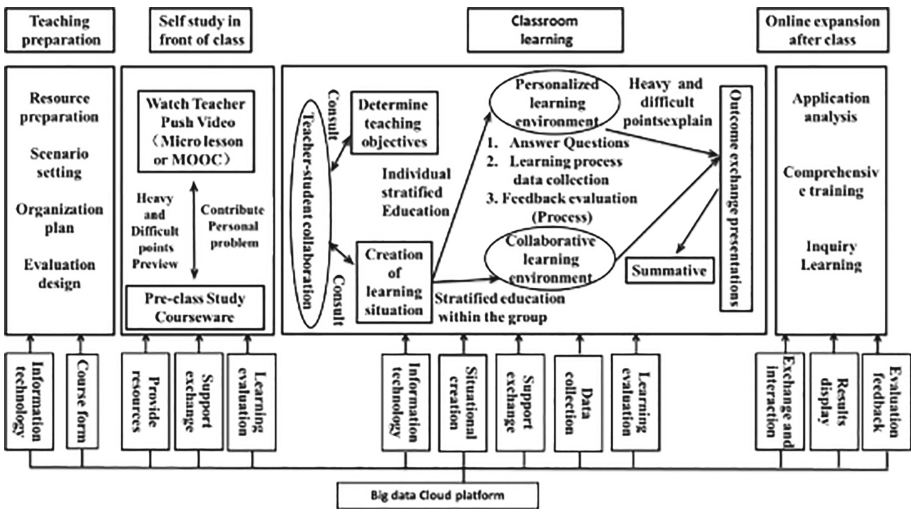 Teaching
preparation
Self study in
front of class
Classroom
learning
Online expansion
after class
Resource
preparation
Scenario
setting
Organization
plan
Evaluation
design
Watch Teacher
Push Video
(Micro lesson
or MOOC)
Heavy
and
Difficult
points
Preview
Contribute
Personal
problem
Pre-class Study
Courseware
Teacher-student collaboration
Consult
Consult
Determine
teaching
objectives
Creation
of
learning
situation
Individual
stratified
Education
Personalized
learning
environment
1. Answer Questions
2. Learning process
data collection
3. Feedback evaluation
(Process)
Collaborative
learning
environment
Stratified education
within the group
Heavy and
difficult
pointsexplain
Summative
Outcome exchange presentations
Application
analysis
Comprehensiv
e training
Inquiry
Learning
Information
technology
Course form
Provide
resources
Support
exchange
Learning
evaluation
Information
technology
Situational
creation
Support
exchange
Data
collection
Learning
evaluation
Exchange and
interaction
Results
display
Evaluation
feedback
Big data Cloud platform